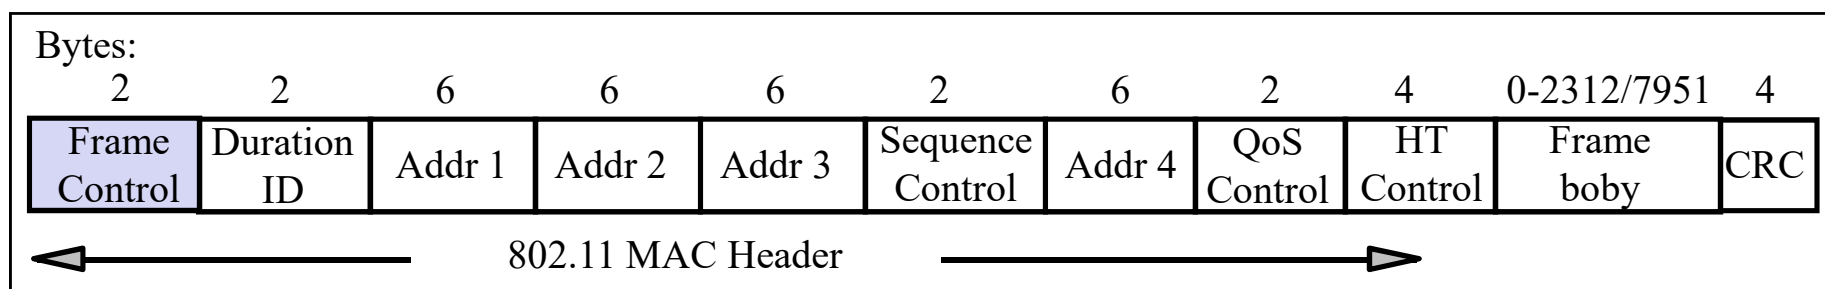 Bytes:
2 2 6 6 6 2 6 2 4 0-2312/7951 4
Frame Duration Addr 1 Addr 2 Addr 3 Sequence Addr 4 QoS HT Frame CRC
Control ID Control Control Control boby
802.11 MAC Header